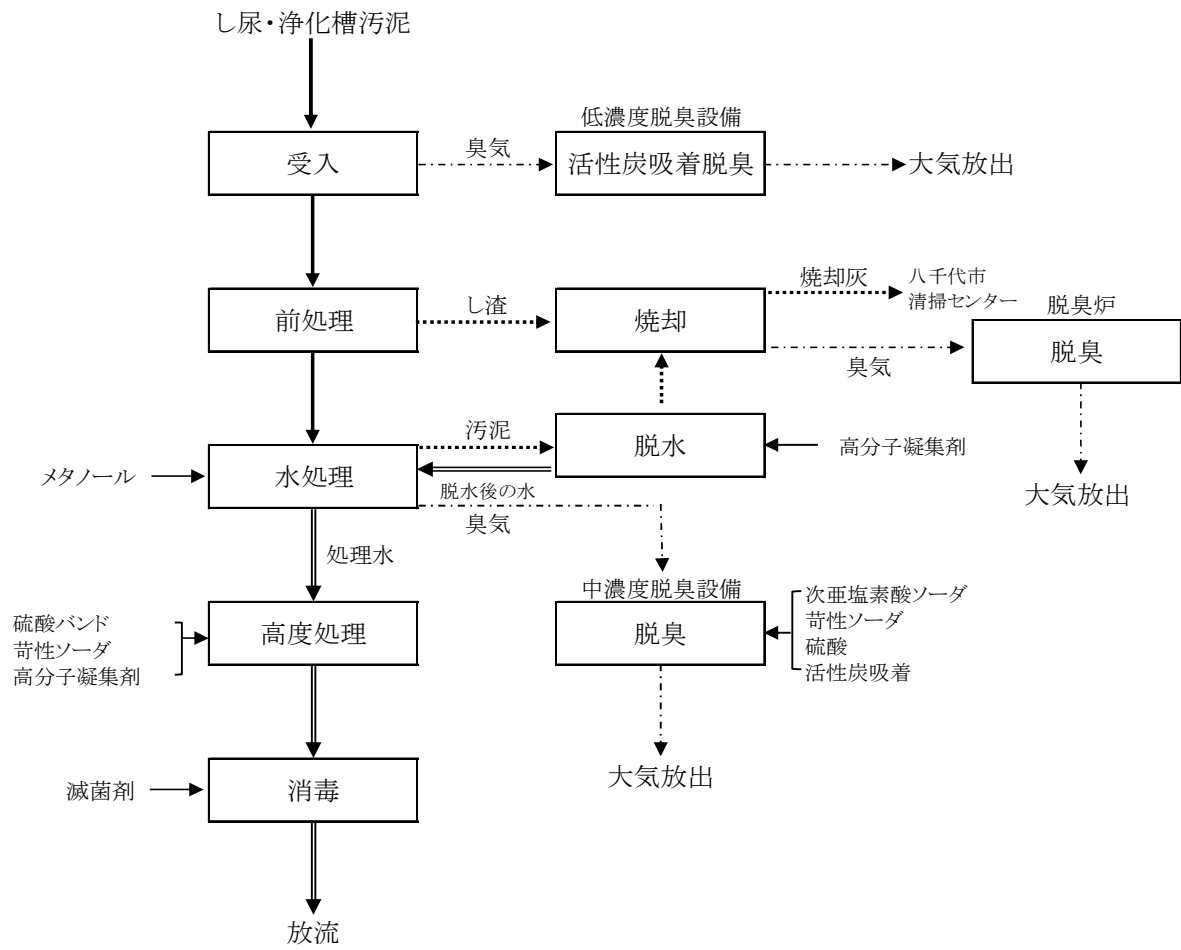 し尿・浄化槽汚泥
低濃度脱臭設備
受入
臭気
活性炭吸着脱臭
大気放出
前処理
し渣
焼却
焼却灰
八千代市
清掃センター
脱臭炉
臭気
脱臭
大気放出
メタノール
水処理
汚泥
脱水
高分子凝集剤
脱水後の水
臭気
処理水
中濃度脱臭設備
硫酸バンド
苛性ソーダ
高分子凝集剤
高度処理
脱臭
次亜塩素酸ソーダ
苛性ソーダ
硫酸
活性炭吸着
大気放出
滅菌剤
消毒
放流